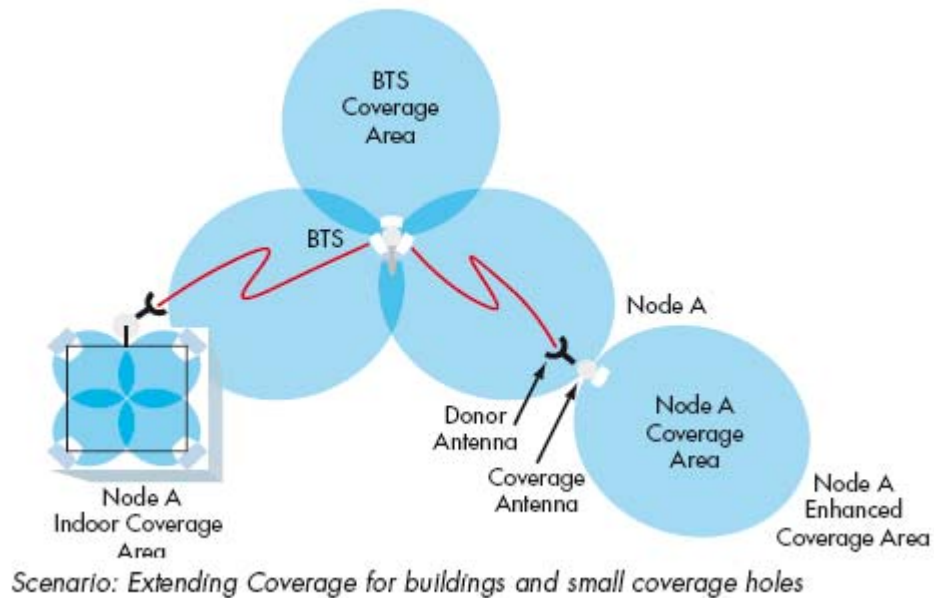 BTS
Coverage
Area
BTS
Node A
Donor
Antenna
Node A
Coverage
Area
Coverage
Antenna
Node A
Enhanced
Coverage Area
Node A
Indoor Coverage
Area
Scenario: Extending Coverage for buildings and small coverage holes